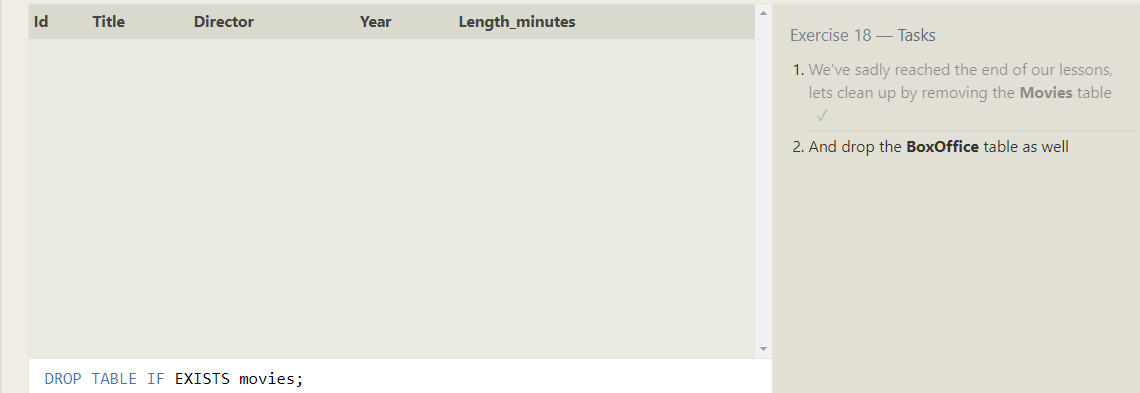 Id Title Director Year Length_minutes
DROP TABLE IF EXISTS movies;
Exercise 18 — Tasks
1. We've sadly reached the end of our lessons,
lets clean up by removing the Movies table
✓
2. And drop the BoxOffice table as well